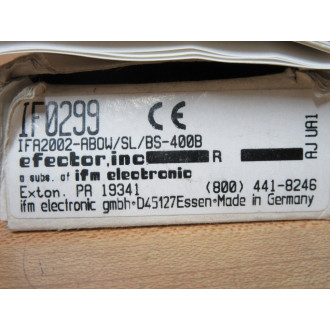 IF0299 CE
IFA2002-ABOW/SL/BS-400B
efector,inc R
a subs. of ifm electronic
Exton. PA 19341 (800) 441-8246
ifm electronic gmbh·D45127Essen·Made in Germany
AJ UA1